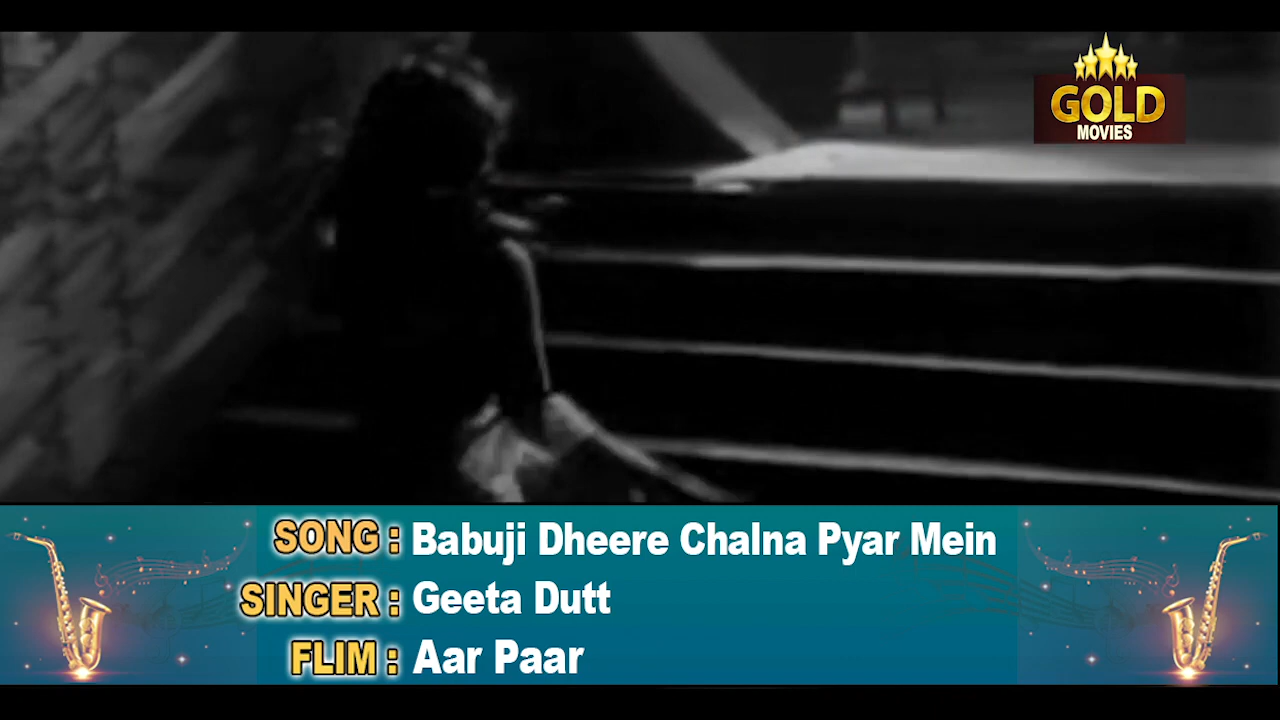 GOLD
MOVIES
SONG : Babuji Dheere Chalna Pyar Mein
SINGER : Geeta Dutt
FLIM : Aar Paar